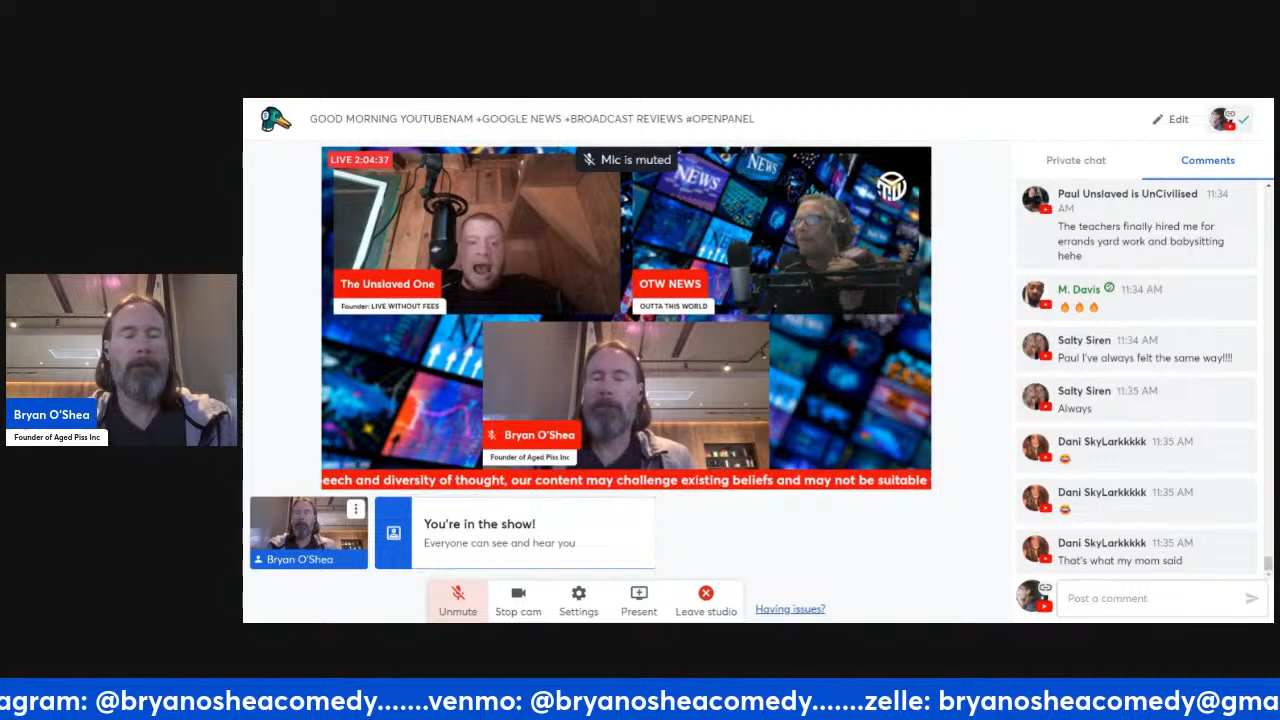 GOOD MORNING YOUTUBENAM +GOOGLE NEWS +BROADCAST REVIEWS #OPENPANEL
Edit
LIVE 2:04:37
Mic is muted
NEWS
NEWS
NEWS
The Unslaved One
Founder: LIVE WITHOUT FEES
OTW NEWS
OUTTA THIS WORLD
Bryan O'Shea
Founder of Aged Piss Inc
eech and diversity of thought, our content may challenge existing beliefs and may not be suitable
Bryan O'Shea
Founder of Aged Piss Inc
Bryan O'Shea
You're in the show!
Everyone can see and hear you
Unmute
Stop cam
Settings
Present
Leave studio
Having issues?
Private chat
Comments
Paul Unslaved is UnCivilised 11:34
AM
The teachers finally hired me for
errands yard work and babysitting
hehe
M. Davis 11:34 AM
🔥🔥🔥
Salty Siren 11:34 AM
Paul I've always felt the same way!!!!
Salty Siren 11:35 AM
Always
Dani SkyLarkkkkk 11:35 AM
😂
Dani SkyLarkkkkk 11:35 AM
😂
Dani SkyLarkkkkk 11:35 AM
That's what my mom said
Post a comment
agram: @bryanosheacomedy.......venmo: @bryanosheacomedy.......zelle: bryanosheacomedy@gma